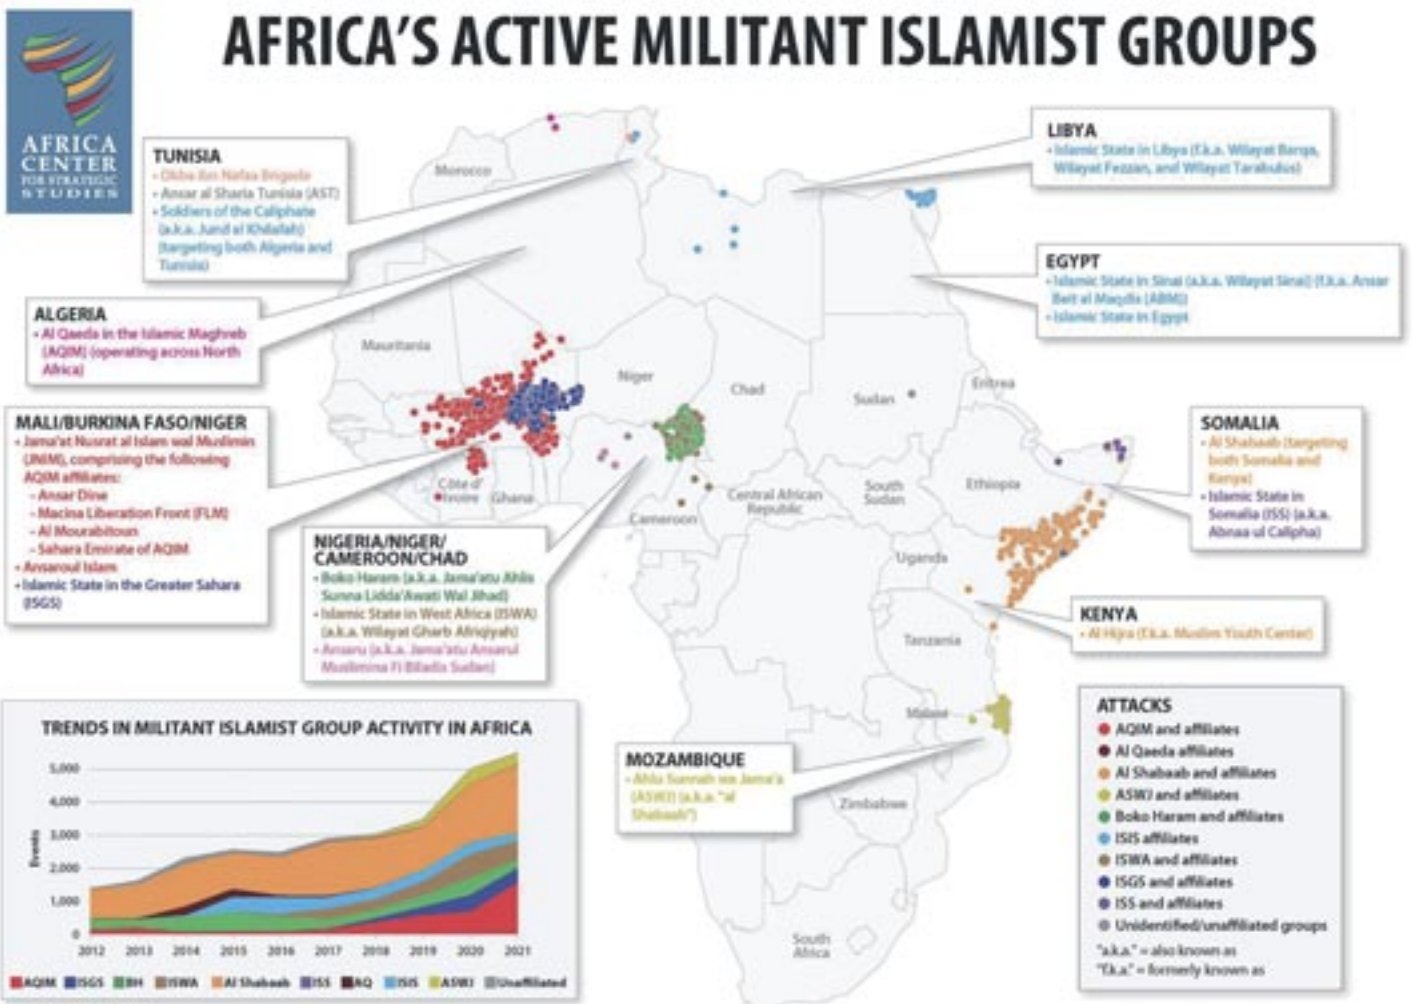 AFRICA'S ACTIVE MILITANT ISLAMIST GROUPS
AFRICA
CENTER
FOR STRATEGIC
STUDIES
TUNISIA
• Okba ibn Nafaa Brigade
• Ansar al Sharia Tunisia (AST)
• Soldiers of the Caliphate
(a.k.a. Jund al Khilafah)
(targeting both Algeria and
Tunisia)
ALGERIA
• Al Qaeda in the Islamic Maghreb
(AQIM) (operating across North
Africa)
MALI/BURKINA FASO/NIGER
• Jama'at Nusrat al Islam wal Muslimin
(JNIM), comprising the following
AQIM affiliates:
– Ansar Dine
– Macina Liberation Front (FLM)
– Al Mourabitoun
– Sahara Emirate of AQIM
• Ansaroul Islam
• Islamic State in the Greater Sahara
(ISGS)
NIGERIA/NIGER/
CAMEROON/CHAD
• Boko Haram (a.k.a. Jama'atu Ahlis
Sunna Lidda'Awati Wal Jihad)
• Islamic State in West Africa (ISWA)
(a.k.a. Wilayat Gharb Afriqiyah)
• Ansaru (a.k.a. Jama'atu Ansarul
Muslimina Fi Biladis Sudan)
LIBYA
• Islamic State in Libya (f.k.a. Wilayat Barqa,
Wilayat Fezzan, and Wilayat Tarabulus)
EGYPT
• Islamic State in Sinai (a.k.a. Wilayat Sinai) (f.k.a. Ansar
Beit al Maqdis (ABM))
• Islamic State in Egypt
SOMALIA
• Al Shabaab (targeting
both Somalia and
Kenya)
• Islamic State in
Somalia (ISS) (a.k.a.
Abnaa ul Calipha)
KENYA
• Al Hijra (f.k.a. Muslim Youth Center)
MOZAMBIQUE
• Ahlu Sunnah wa Jama'a
(ASWJ) (a.k.a. "al
Shabaab")
Morocco
Mauritania
Niger
Chad
Sudan
Eritrea
Côte d'
Ivoire
Ghana
Cameroon
Central African
Republic
South
Sudan
Ethiopia
Uganda
Tanzania
Malawi
Zimbabwe
South
Africa
TRENDS IN MILITANT ISLAMIST GROUP ACTIVITY IN AFRICA
Events
5,000
4,000
3,000
2,000
1,000
0
2012 2013 2014 2015 2016 2017 2018 2019 2020 2021
AQIM ISGS BH ISWA Al Shabaab ISS AQ ISIS ASWJ Unaffiliated
ATTACKS
AQIM and affiliates
Al Qaeda affiliates
Al Shabaab and affiliates
ASWJ and affiliates
Boko Haram and affiliates
ISIS affiliates
ISWA and affiliates
ISGS and affiliates
ISS and affiliates
Unidentified/unaffiliated groups
"a.k.a." = also known as
"f.k.a." = formerly known as